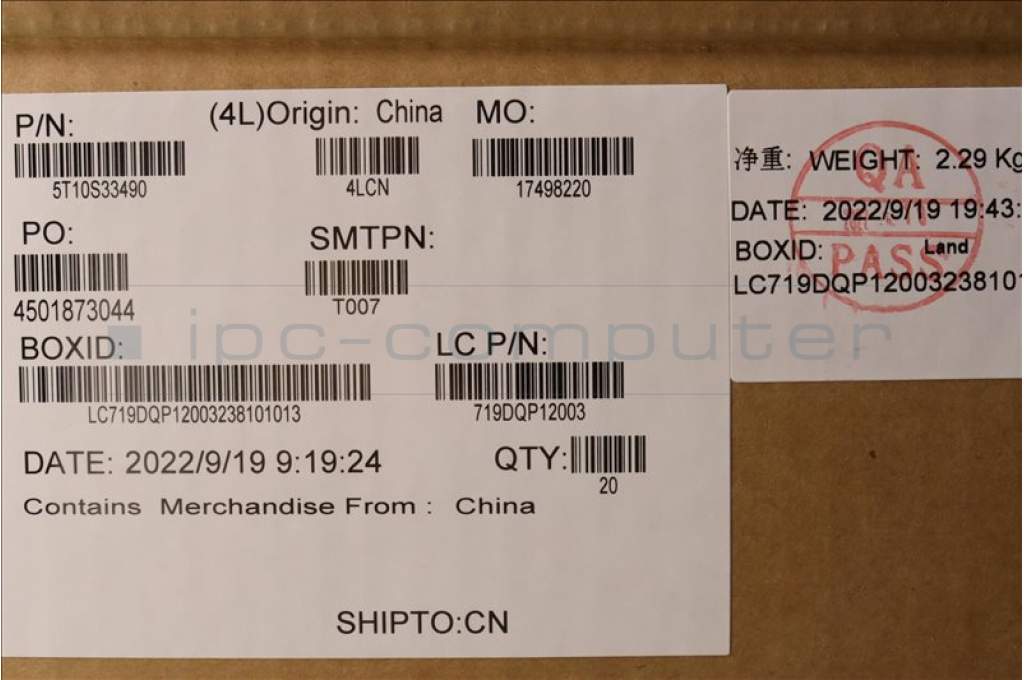 P/N:
(4L)Origin: China
MO:
5T10S33490
4LCN
17498220
PO:
SMTPN:
4501873044
T007
BOXID:
LC P/N:
LC719DQP12003238101013
719DQP12003
DATE: 2022/9/19 9:19:24
QTY:
20
Contains Merchandise From : China
SHIPTO:CN
净重: WEIGHT: 2.29 Kg
DATE: 2022/9/19 19:43:
BOXID: Land
LC719DQP1200323810
QA
PASS
ipc-computer